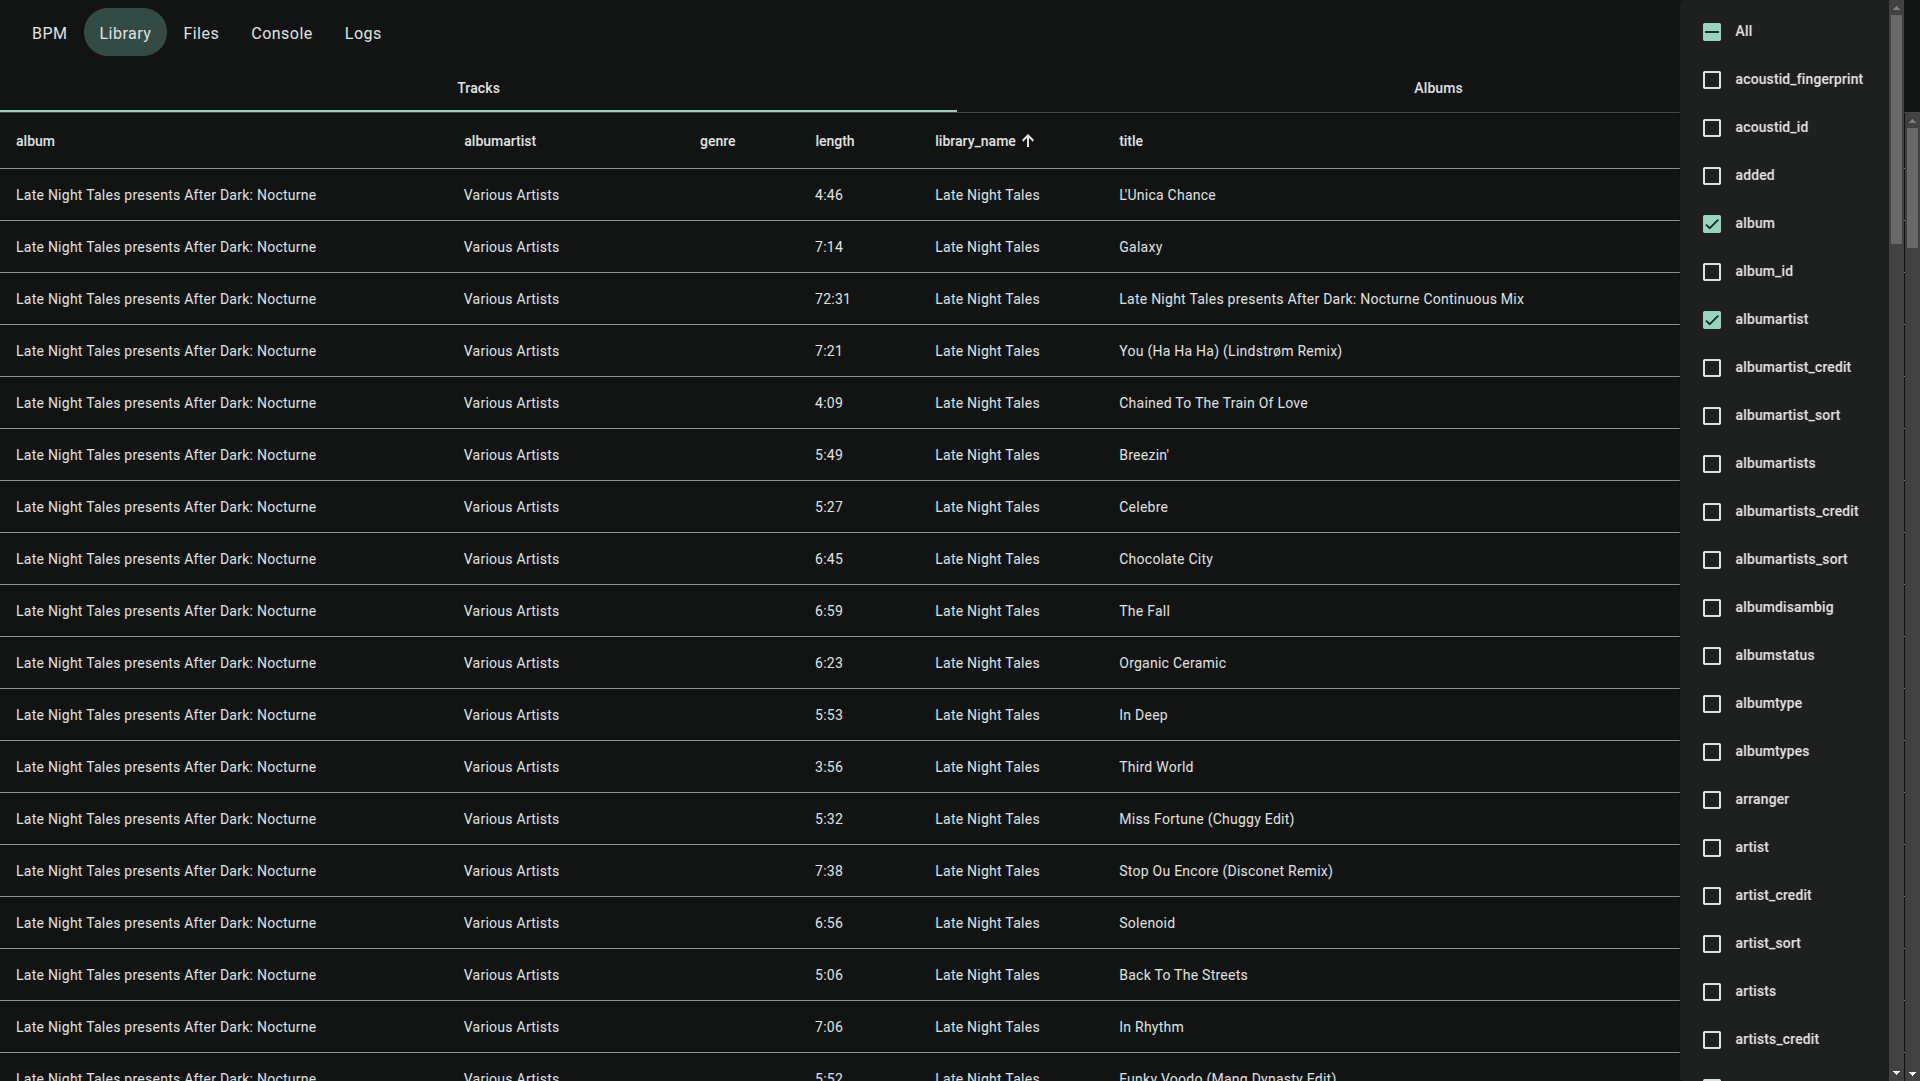 BPM Library Files Console Logs
Tracks Albums
album albumartist genre length library_name title
Late Night Tales presents After Dark: Nocturne Various Artists 4:46 Late Night Tales L'Unica Chance
Late Night Tales presents After Dark: Nocturne Various Artists 7:14 Late Night Tales Galaxy
Late Night Tales presents After Dark: Nocturne Various Artists 72:31 Late Night Tales Late Night Tales presents After Dark: Nocturne Continuous Mix
Late Night Tales presents After Dark: Nocturne Various Artists 7:21 Late Night Tales You (Ha Ha Ha) (Lindstrøm Remix)
Late Night Tales presents After Dark: Nocturne Various Artists 4:09 Late Night Tales Chained To The Train Of Love
Late Night Tales presents After Dark: Nocturne Various Artists 5:49 Late Night Tales Breezin'
Late Night Tales presents After Dark: Nocturne Various Artists 5:27 Late Night Tales Celebre
Late Night Tales presents After Dark: Nocturne Various Artists 6:45 Late Night Tales Chocolate City
Late Night Tales presents After Dark: Nocturne Various Artists 6:59 Late Night Tales The Fall
Late Night Tales presents After Dark: Nocturne Various Artists 6:23 Late Night Tales Organic Ceramic
Late Night Tales presents After Dark: Nocturne Various Artists 5:53 Late Night Tales In Deep
Late Night Tales presents After Dark: Nocturne Various Artists 3:56 Late Night Tales Third World
Late Night Tales presents After Dark: Nocturne Various Artists 5:32 Late Night Tales Miss Fortune (Chuggy Edit)
Late Night Tales presents After Dark: Nocturne Various Artists 7:38 Late Night Tales Stop Ou Encore (Disconet Remix)
Late Night Tales presents After Dark: Nocturne Various Artists 6:56 Late Night Tales Solenoid
Late Night Tales presents After Dark: Nocturne Various Artists 5:06 Late Night Tales Back To The Streets
Late Night Tales presents After Dark: Nocturne Various Artists 7:06 Late Night Tales In Rhythm
Late Night Tales presents After Dark: Nocturne Various Artists 5:52 Late Night Tales Funky Voodo (Mang Dynasty Edit)
All
acoustid_fingerprint
acoustid_id
added
album
album_id
albumartist
albumartist_credit
albumartist_sort
albumartists
albumartists_credit
albumartists_sort
albumdisambig
albumstatus
albumtype
albumtypes
arranger
artist
artist_credit
artist_sort
artists
artists_credit